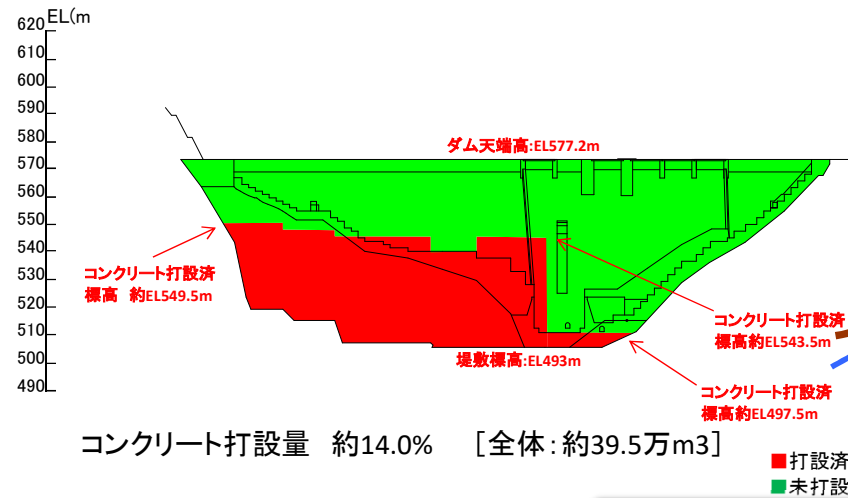 EL(m
620
610
600
590
580
570
560
550
540
530
520
510
500
490
ダム天端高:EL577.2m
コンクリート打設済
標高 約EL549.5m
コンクリート打設済
標高約EL543.5m
堤敷標高:EL493m
コンクリート打設済
標高約EL497.5m
コンクリート打設量 約14.0% [全体:約39.5万m3]
打設済
未打設